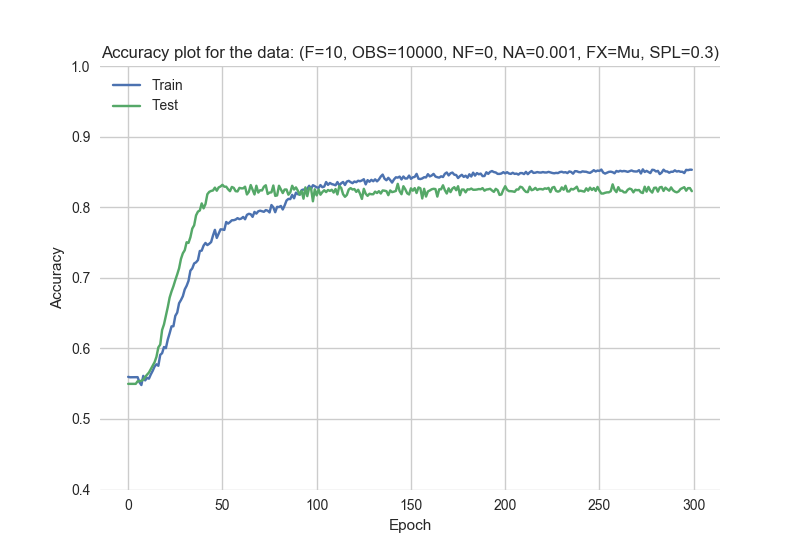 Accuracy plot for the data: (F=10, OBS=10000, NF=0, NA=0.001, FX=Mu, SPL=0.3)
1.0
Train
Test
0.9
0.8
0.7
Accuracy
0.6
0.5
0.4
0 50 100 150 200 250 300
Epoch